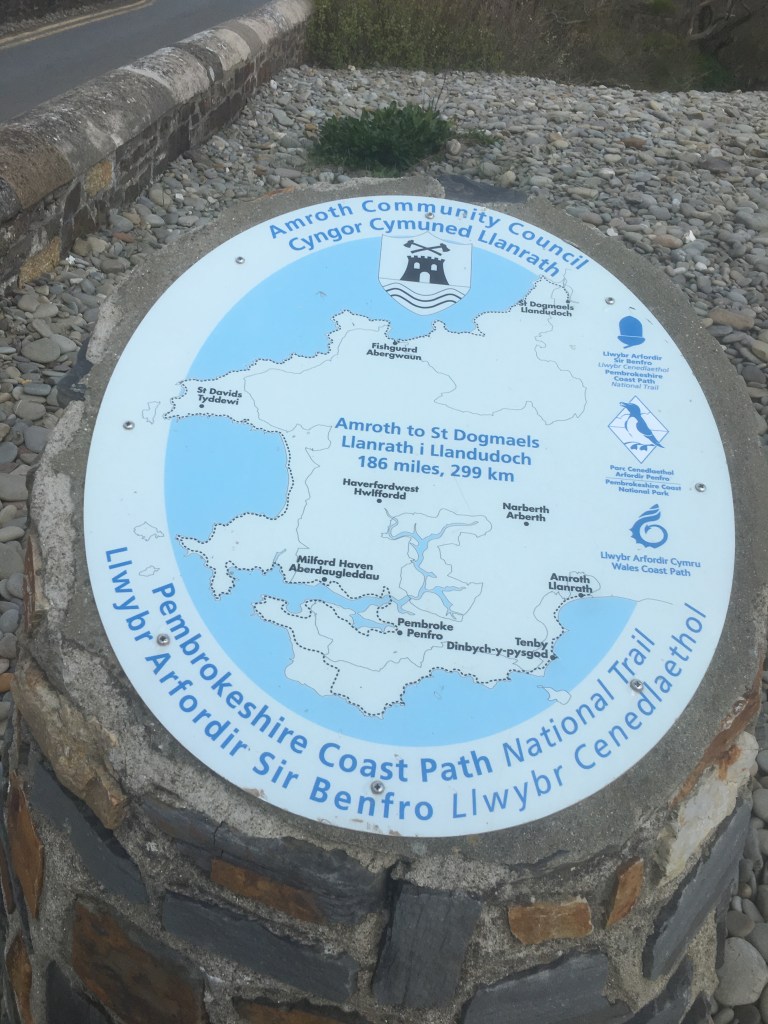 Amroth Community Council
Cyngor Cymuned Llanrath
St Dogmaels
Llandudoch
Fishguard
Abergwaun
St Davids
Tyddewi
Amroth to St Dogmaels
Llanrath i Llandudoch
186 miles, 299 km
Haverfordwest
Hwlffordd
Narberth
Arberth
Milford Haven
Aberdaugleddau
Amroth
Llanrath
Pembroke
Penfro
Tenby
Dinbych-y-pysgod
Llwybr Arfordir
Sir Benfro
Llwybr Cenedlaethol
Pembrokeshire
Coast Path
National Trail
Parc Cenedlaethol
Arfordir Penfro
Pembrokeshire Coast
National Park
Llwybr Arfordir Cymru
Wales Coast Path
Pembrokeshire Coast Path National Trail
Llwybr Arfordir Sir Benfro Llwybr Cenedlaethol